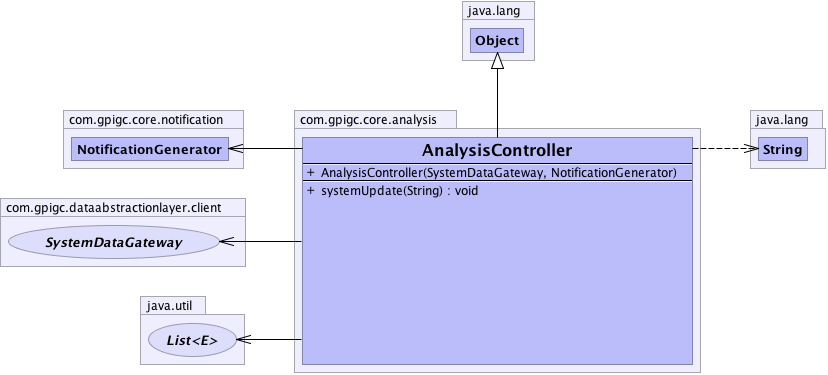 java.lang
Object
com.gpigc.core.notification
NotificationGenerator
com.gpigc.core.analysis
AnalysisController
+ AnalysisController(SystemDataGateway, NotificationGenerator)
+ systemUpdate(String) : void
java.lang
String
com.gpigc.dataabstractionlayer.client
SystemDataGateway
java.util
List<E>